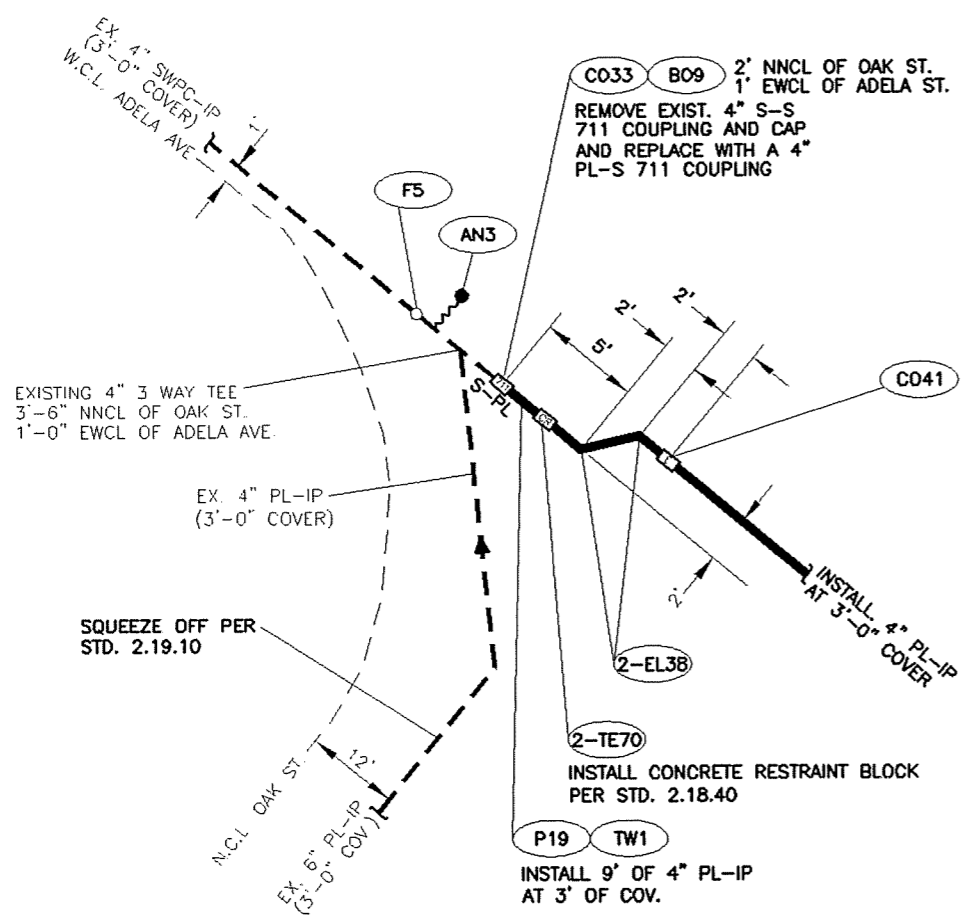 EX. 4" SWPC-IP
(3'-0" COVER)
W.C.L. ADELA AVE
1'
CO33
BO9
2' NNCL OF OAK ST.
1' EWCL OF ADELA ST.
REMOVE EXIST. 4" S-S
711 COUPLING AND CAP
AND REPLACE WITH A 4"
PL-S 711 COUPLING
F5
AN3
2'
2'
5'
CO41
EXISTING 4" 3 WAY TEE
3'-6" NNCL OF OAK ST.
1'-0" EWCL OF ADELA AVE.
711
S-PL
EX. 4" PL-IP
(3'-0" COVER)
2'
INSTALL. 4" PL-IP
AT 3'-0" COVER
SQUEEZE OFF PER
STD. 2.19.10
2-EL38
2-TE70
INSTALL CONCRETE RESTRAINT BLOCK
PER STD. 2.18.40
12'
N.C.L OAK ST.
EX. 6" PL-IP
(3'-0" COV.)
P19
TW1
INSTALL 9' OF 4" PL-IP
AT 3' OF COV.